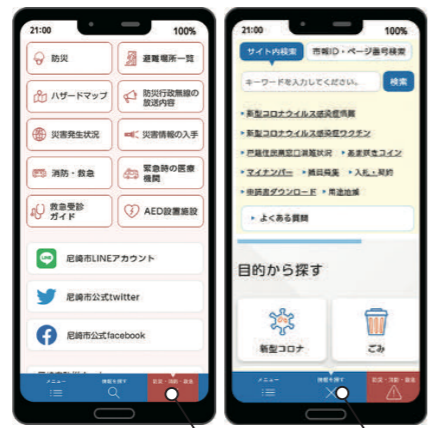 21:00 100%
防災 避難場所一覧
ハザードマップ 防災行政無線の
放送内容
災害発生状況 災害情報の入手
消防・救急 緊急時の医療
機関
救急受診
ガイド AED設置施設
尼崎市LINEアカウント
尼崎市公式twitter
尼崎市公式facebook
メニュー 情報を探す 防災・消防・救急
21:00 100%
サイト内検索 市報ID・ページ番号検索
キーワードを入力してください。 検索
新型コロナウイルス感染症情報
新型コロナウイルス感染症ワクチン
戸籍住民窓口混雑状況 あま咲きコイン
マイナンバー 職員募集 入札・契約
申請書ダウンロード 用途地域
よくある質問
目的から探す
新型コロナ ごみ
メニュー 情報を探す 防災・消防・救急